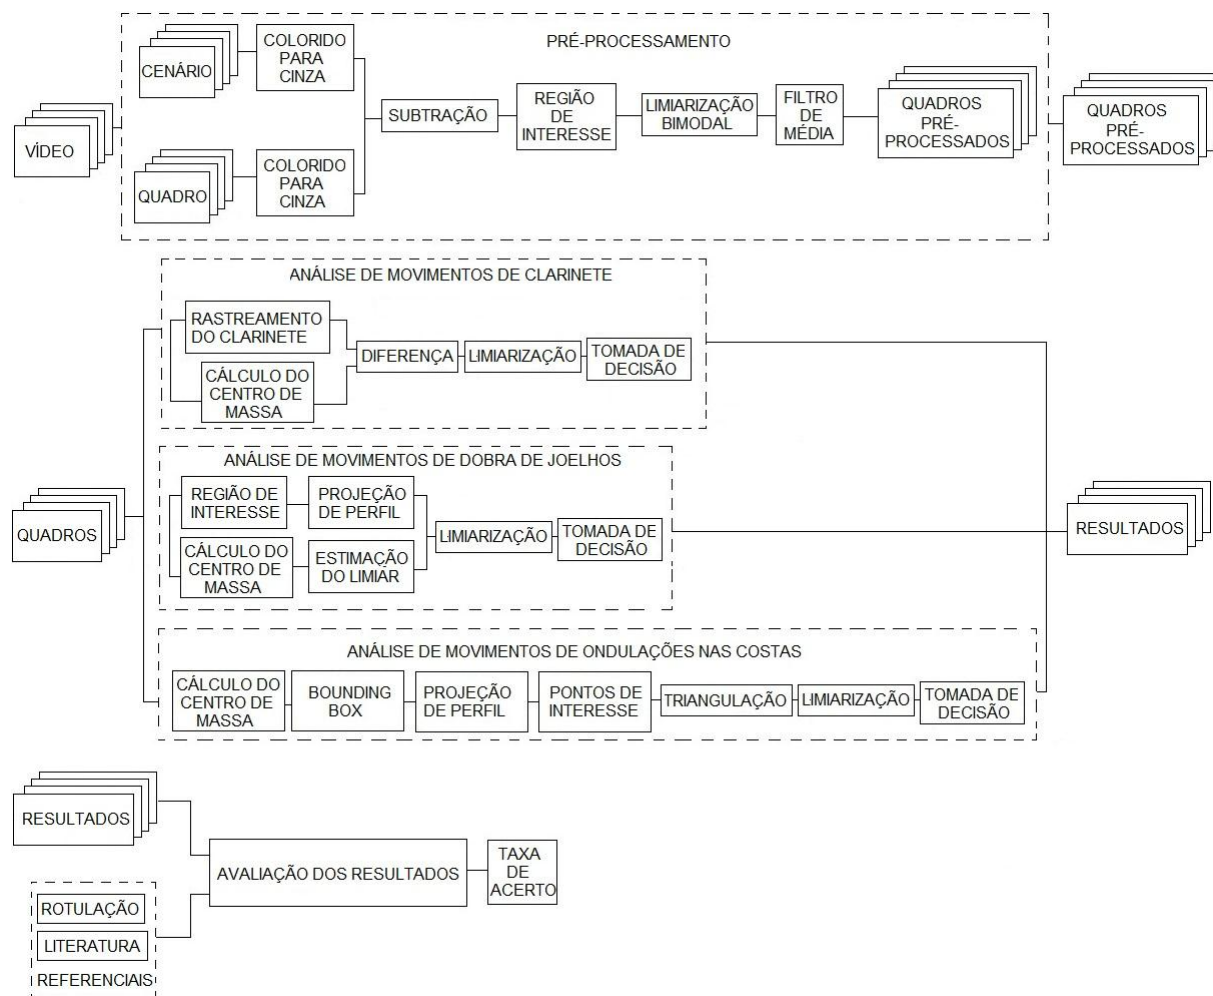 PRÉ-PROCESSAMENTO
VÍDEO
CENÁRIO
COLORIDO
PARA
CINZA
QUADRO
COLORIDO
PARA
CINZA
SUBTRAÇÃO
REGIÃO
DE
INTERESSE
LIMIARIZAÇÃO
BIMODAL
FILTRO
DE
MÉDIA
QUADROS
PRÉ-
PROCESSADOS
QUADROS
PRÉ-
PROCESSADOS
QUADROS
ANÁLISE DE MOVIMENTOS DE CLARINETE
RASTREAMENTO
DO CLARINETE
CÁLCULO DO
CENTRO DE
MASSA
DIFERENÇA
LIMIARIZAÇÃO
TOMADA DE
DECISÃO
ANÁLISE DE MOVIMENTOS DE DOBRA DE JOELHOS
REGIÃO DE
INTERESSE
PROJEÇÃO
DE PERFIL
CÁLCULO DO
CENTRO DE
MASSA
ESTIMAÇÃO
DO LIMIAR
LIMIARIZAÇÃO
TOMADA DE
DECISÃO
ANÁLISE DE MOVIMENTOS DE ONDULAÇÕES NAS COSTAS
CÁLCULO DO
CENTRO DE
MASSA
BOUNDING
BOX
PROJEÇÃO
DE PERFIL
PONTOS DE
INTERESSE
TRIANGULAÇÃO
LIMIARIZAÇÃO
TOMADA DE
DECISÃO
RESULTADOS
RESULTADOS
ROTULAÇÃO
LITERATURA
REFERENCIAIS
AVALIAÇÃO DOS RESULTADOS
TAXA
DE
ACERTO